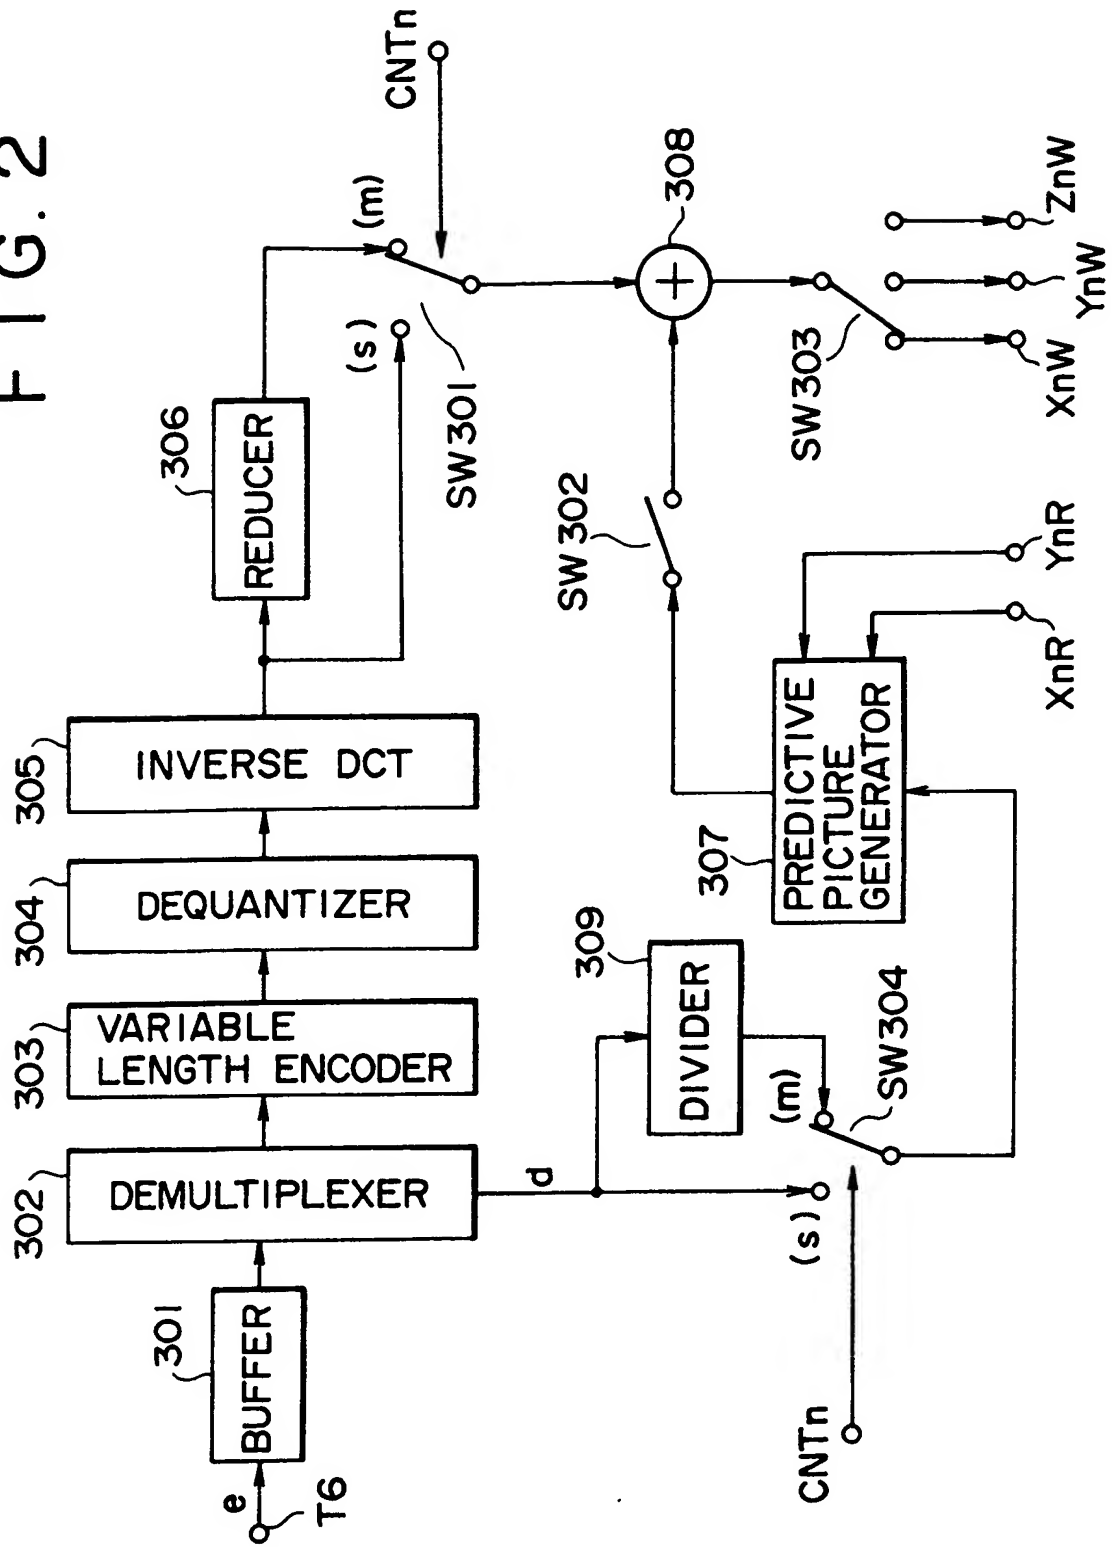 FIG. 2
e
T6
301
BUFFER
302
DEMULTIPLEXER
303
VARIABLE
LENGTH ENCODER
304
DEQUANTIZER
305
INVERSE DCT
306
REDUCER
(m)
(s)
SW301
CNTn
d
309
DIVIDER
(m)
(s)
SW304
CNTn
307
PREDICTIVE
PICTURE
GENERATOR
SW302
308
SW303
XnR
YnR
XnW
YnW
ZnW